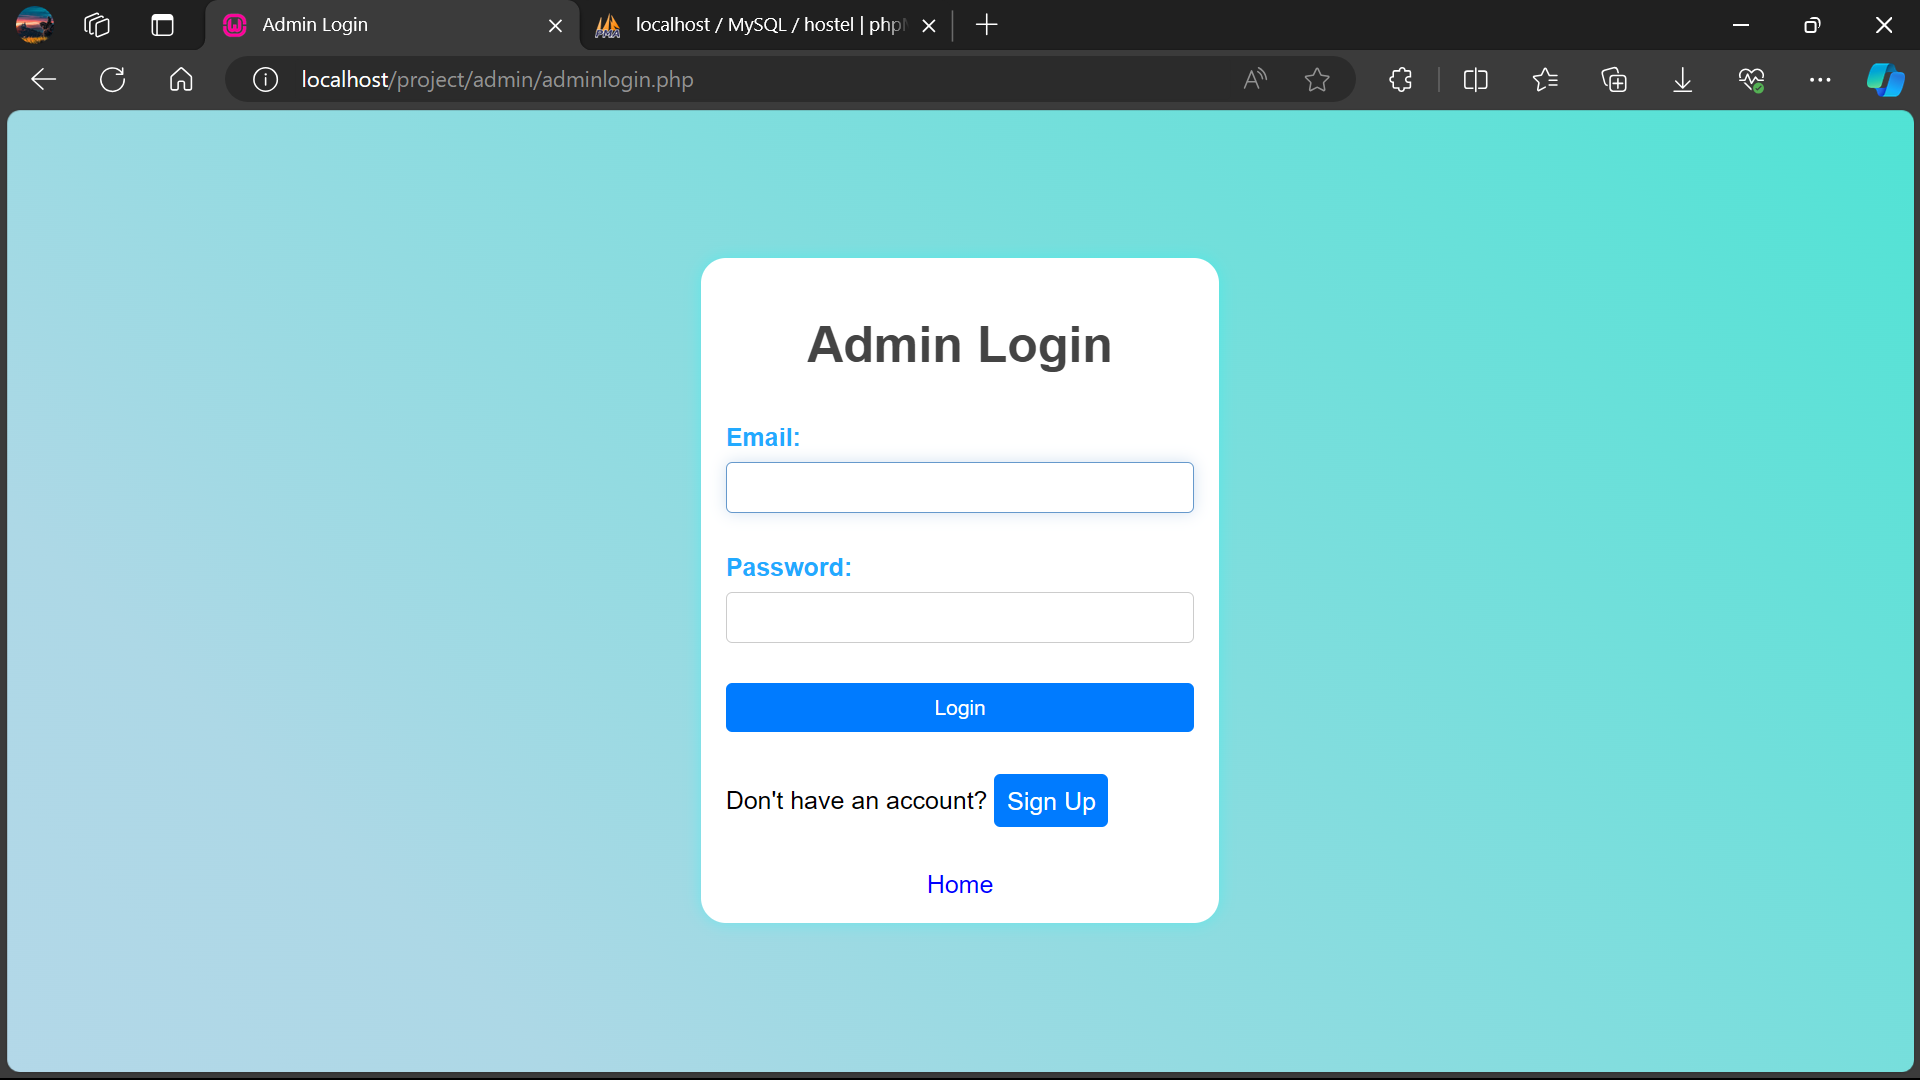 Admin Login
localhost / MySQL / hostel | php
localhost/project/admin/adminlogin.php
Admin Login
Email:
Password:
Login
Don't have an account? Sign Up
Home